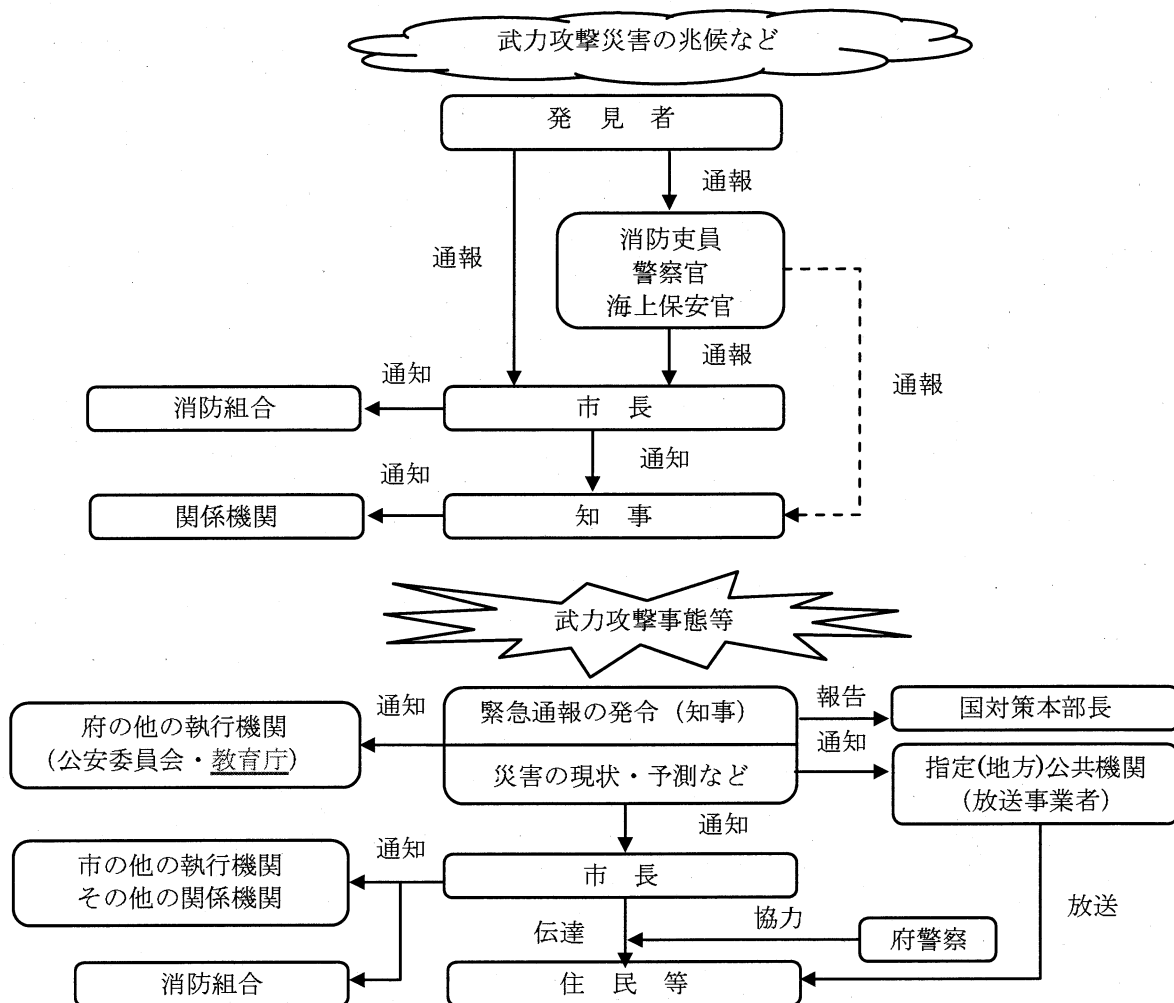 武力攻撃災害の兆候など
発 見 者
通報
消防吏員
警察官
海上保安官
通報
通報
通報
通知
消防組合
市 長
通知
通知
関係機関
知 事
武力攻撃事態等
府の他の執行機関
(公安委員会・教育庁)
通知
緊急通報の発令（知事）
災害の現状・予測など
報告
国対策本部長
通知
指定(地方)公共機関
(放送事業者)
通知
市の他の執行機関
その他の関係機関
通知
市 長
放送
伝達
協力
府警察
消防組合
住 民 等